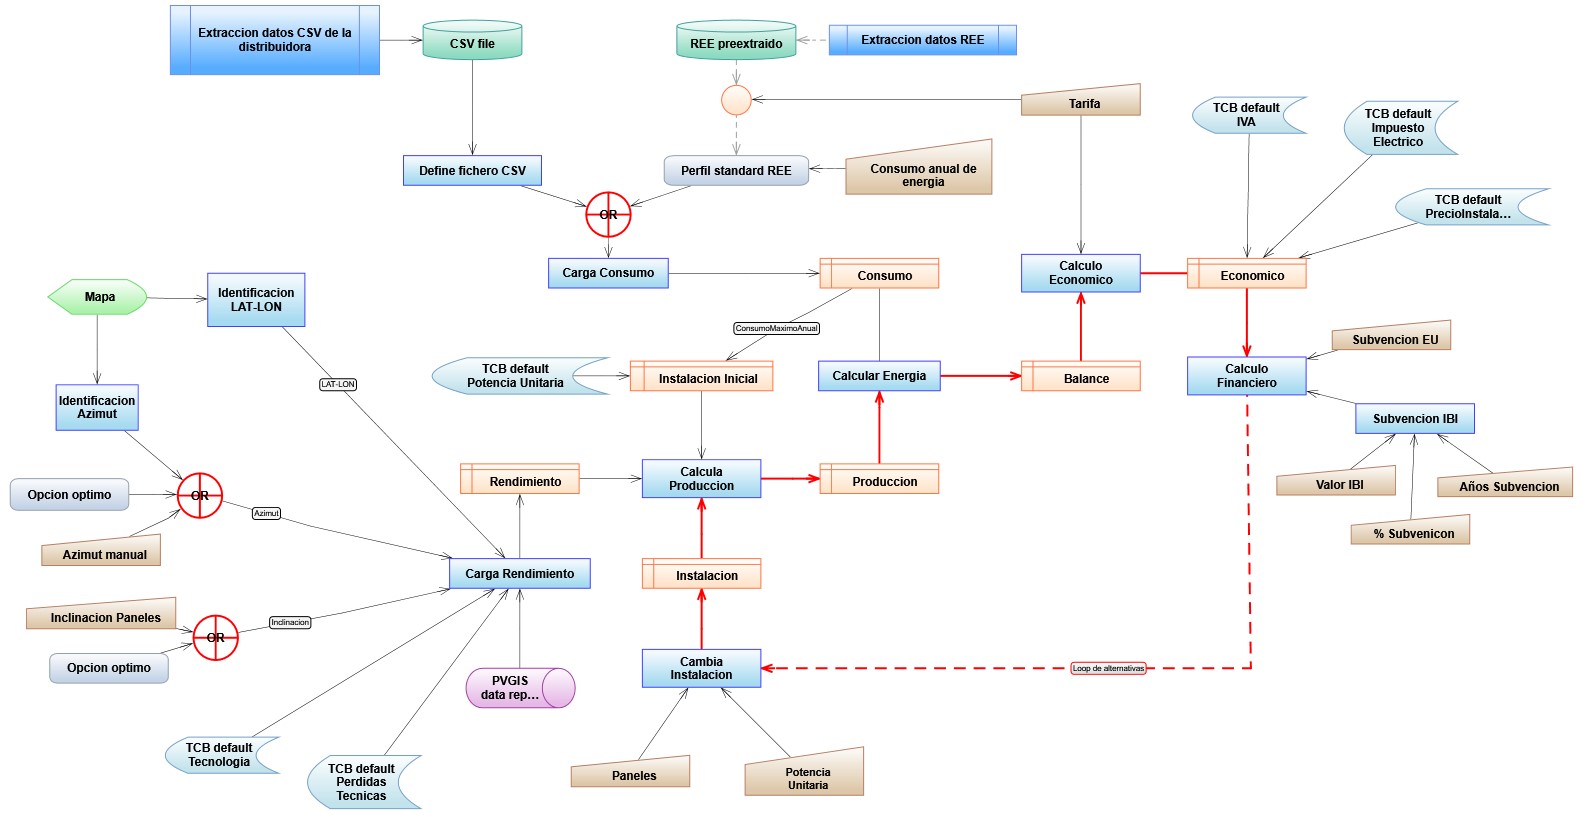 Extraccion datos CSV de la
distribuidora
CSV file
REE preextraido
Extraccion datos REE
Tarifa
TCB default
IVA
TCB default
Impuesto
Electrico
Define fichero CSV
Perfil standard REE
Consumo anual de
energia
TCB default
PrecioInstala...
OR
Carga Consumo
Consumo
Calculo
Economico
Economico
Mapa
Identificacion
LAT-LON
ConsumoMaximoAnual
Subvencion EU
TCB default
Potencia Unitaria
Instalacion Inicial
Calcular Energia
Balance
Calculo
Financiero
LAT-LON
Identificacion
Azimut
Subvencion IBI
Rendimiento
Calcula
Produccion
Produccion
Valor IBI
Años Subvencion
Opcion optimo
OR
Azimut
% Subvenicon
Azimut manual
Carga Rendimiento
Instalacion
Inclinacion Paneles
Inclinacion
OR
Opcion optimo
Cambia
Instalacion
Loop de alternativas
PVGIS
data rep...
TCB default
Tecnologia
TCB default
Perdidas
Tecnicas
Paneles
Potencia
Unitaria